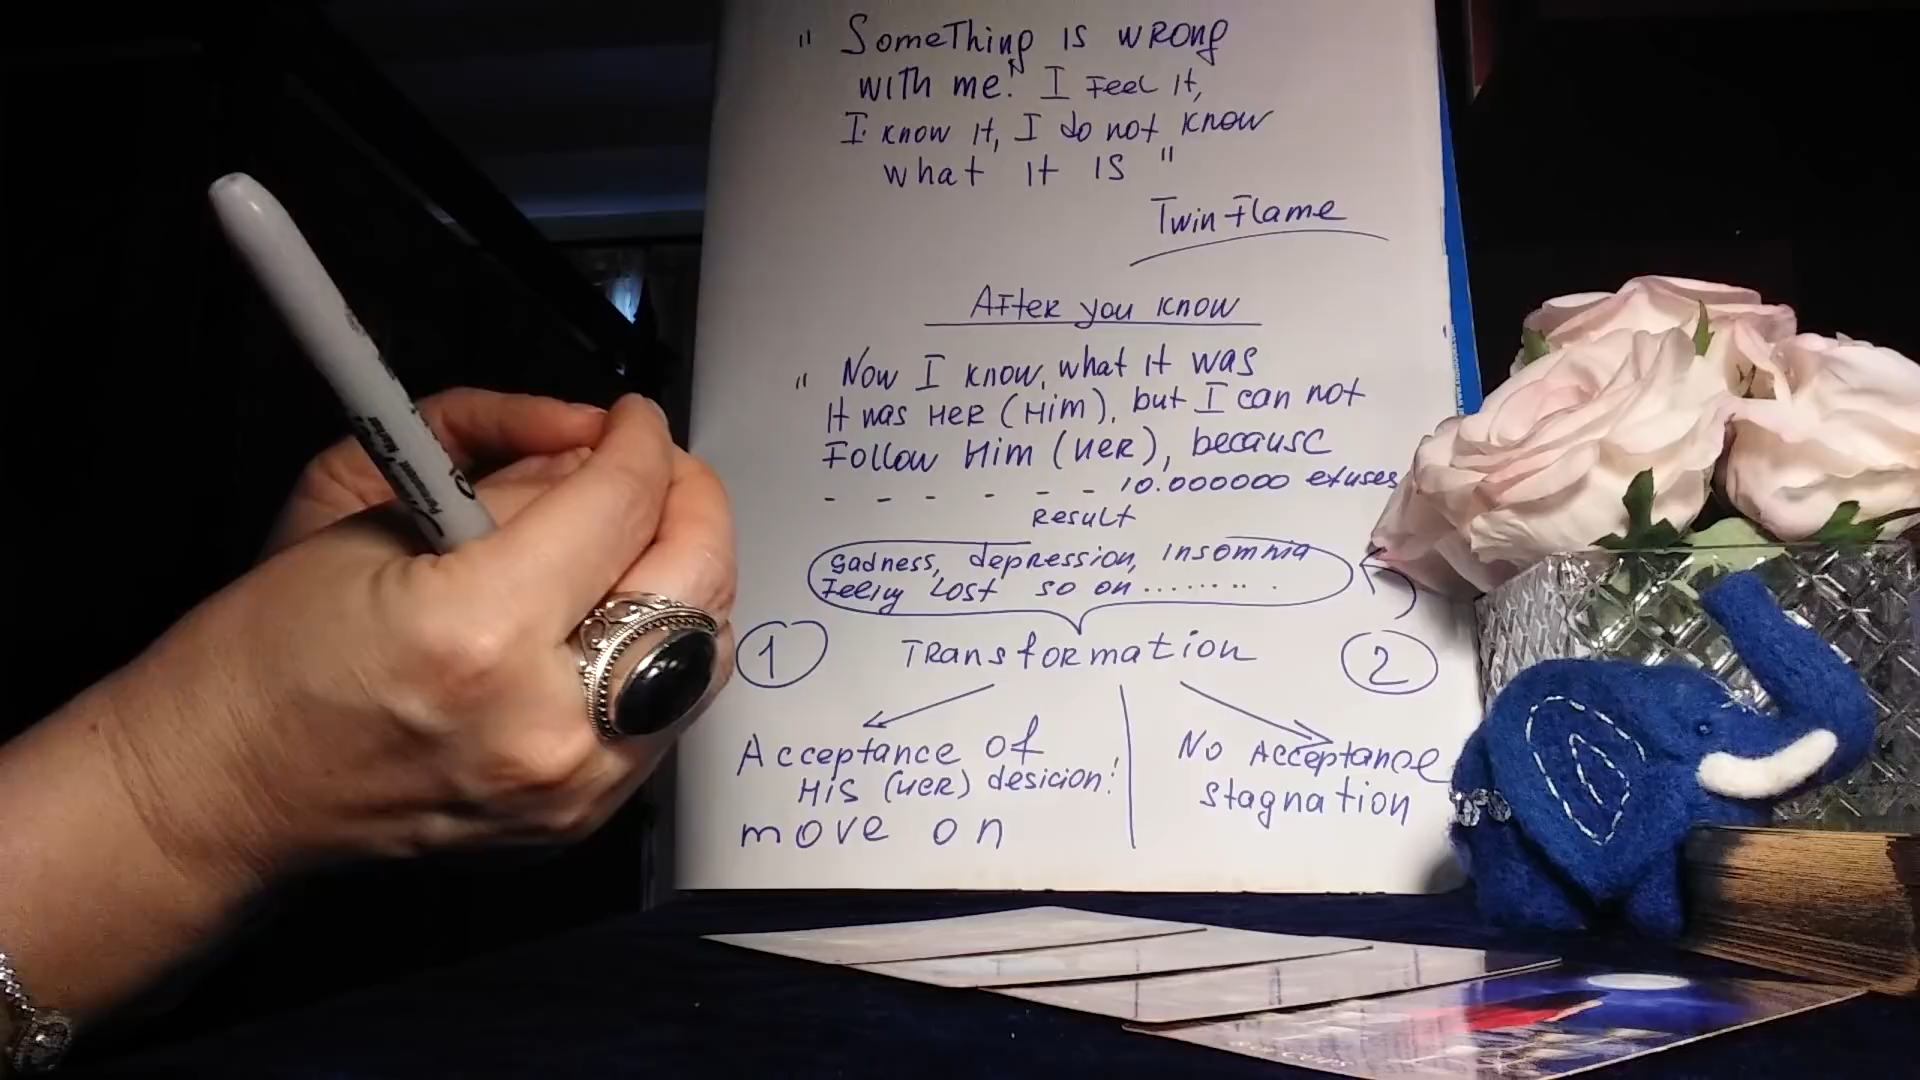 " Something is wrong
with me." I feel it,
I know it, I do not know
what it is "
Twin Flame
After you know
" Now I know, what it was
It was Her (Him), but I can not
Follow Him (Her), because
- - - - - - 10.000000 exuses
Result
sadness, depression, insomnia
Feeliy Lost so on .........
1 Transformation 2
Acceptance of
His (Her) desicion!
move on
No Acceptance
stagnation